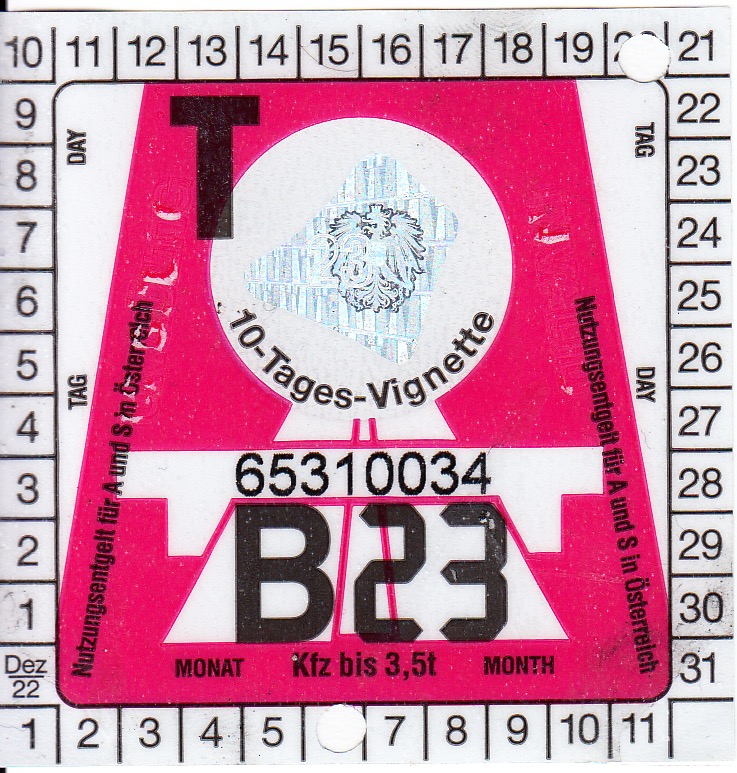 10 11 12 13 14 15 16 17 18 19 21
9 22
8 23
7 24
6 25
5 26
4 27
3 28
2 29
1 30
Dez 22 31
1 2 3 4 5 7 8 9 10 11
DAY
TAG
T
10-Tages-Vignette
TAG
DAY
Nutzungsentgelt für A und S in Österreich
Nutzungsentgelt für A und S in Österreich
65310034
B23
MONAT Kfz bis 3,5t MONTH